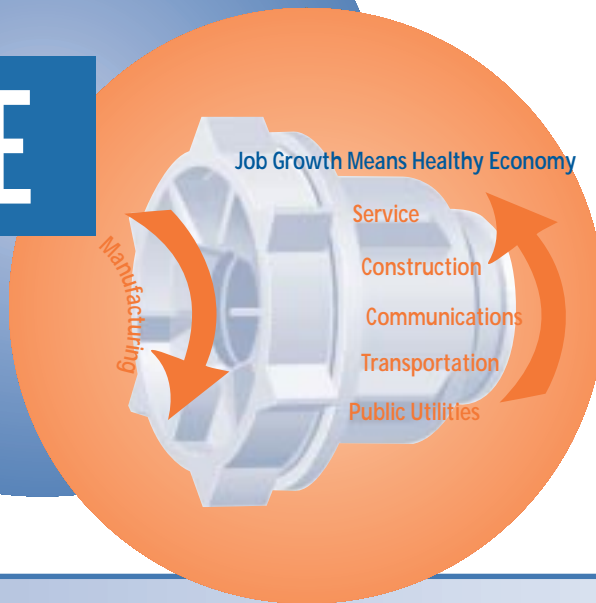 E
Job Growth Means Healthy Economy
Service
Manufacturing
Construction
Communications
Transportation
Public Utilities